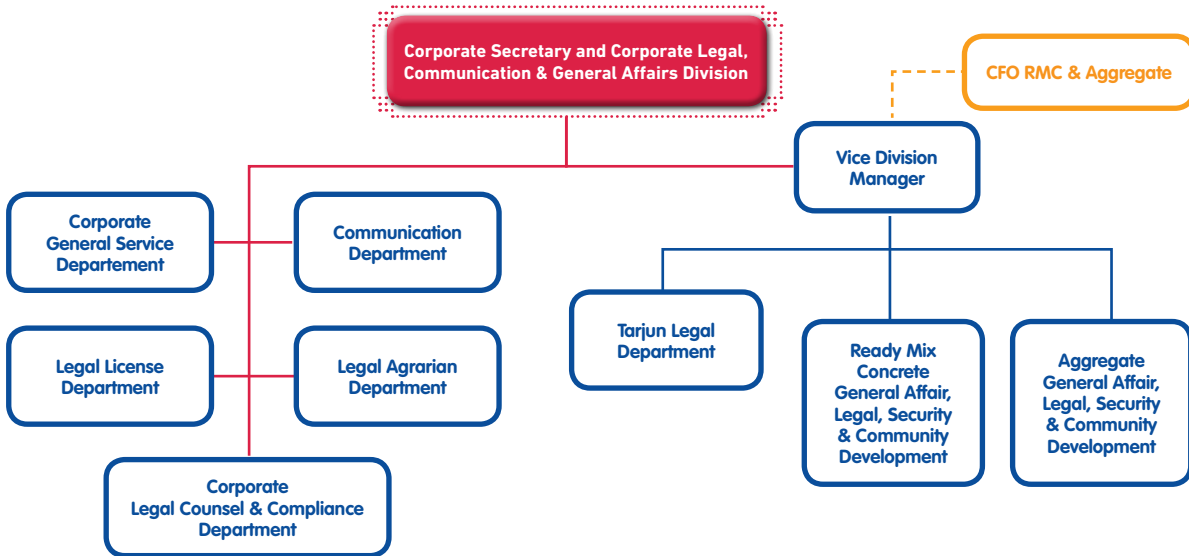 Corporate Secretary and Corporate Legal,
Communication & General Affairs Division
CFO RMC & Aggregate
Vice Division
Manager
Corporate
General Service
Departement
Communication
Department
Legal License
Department
Legal Agrarian
Department
Corporate
Legal Counsel & Compliance
Department
Tarjun Legal
Department
Ready Mix
Concrete
General Affair,
Legal, Security
& Community
Development
Aggregate
General Affair,
Legal, Security
& Community
Development